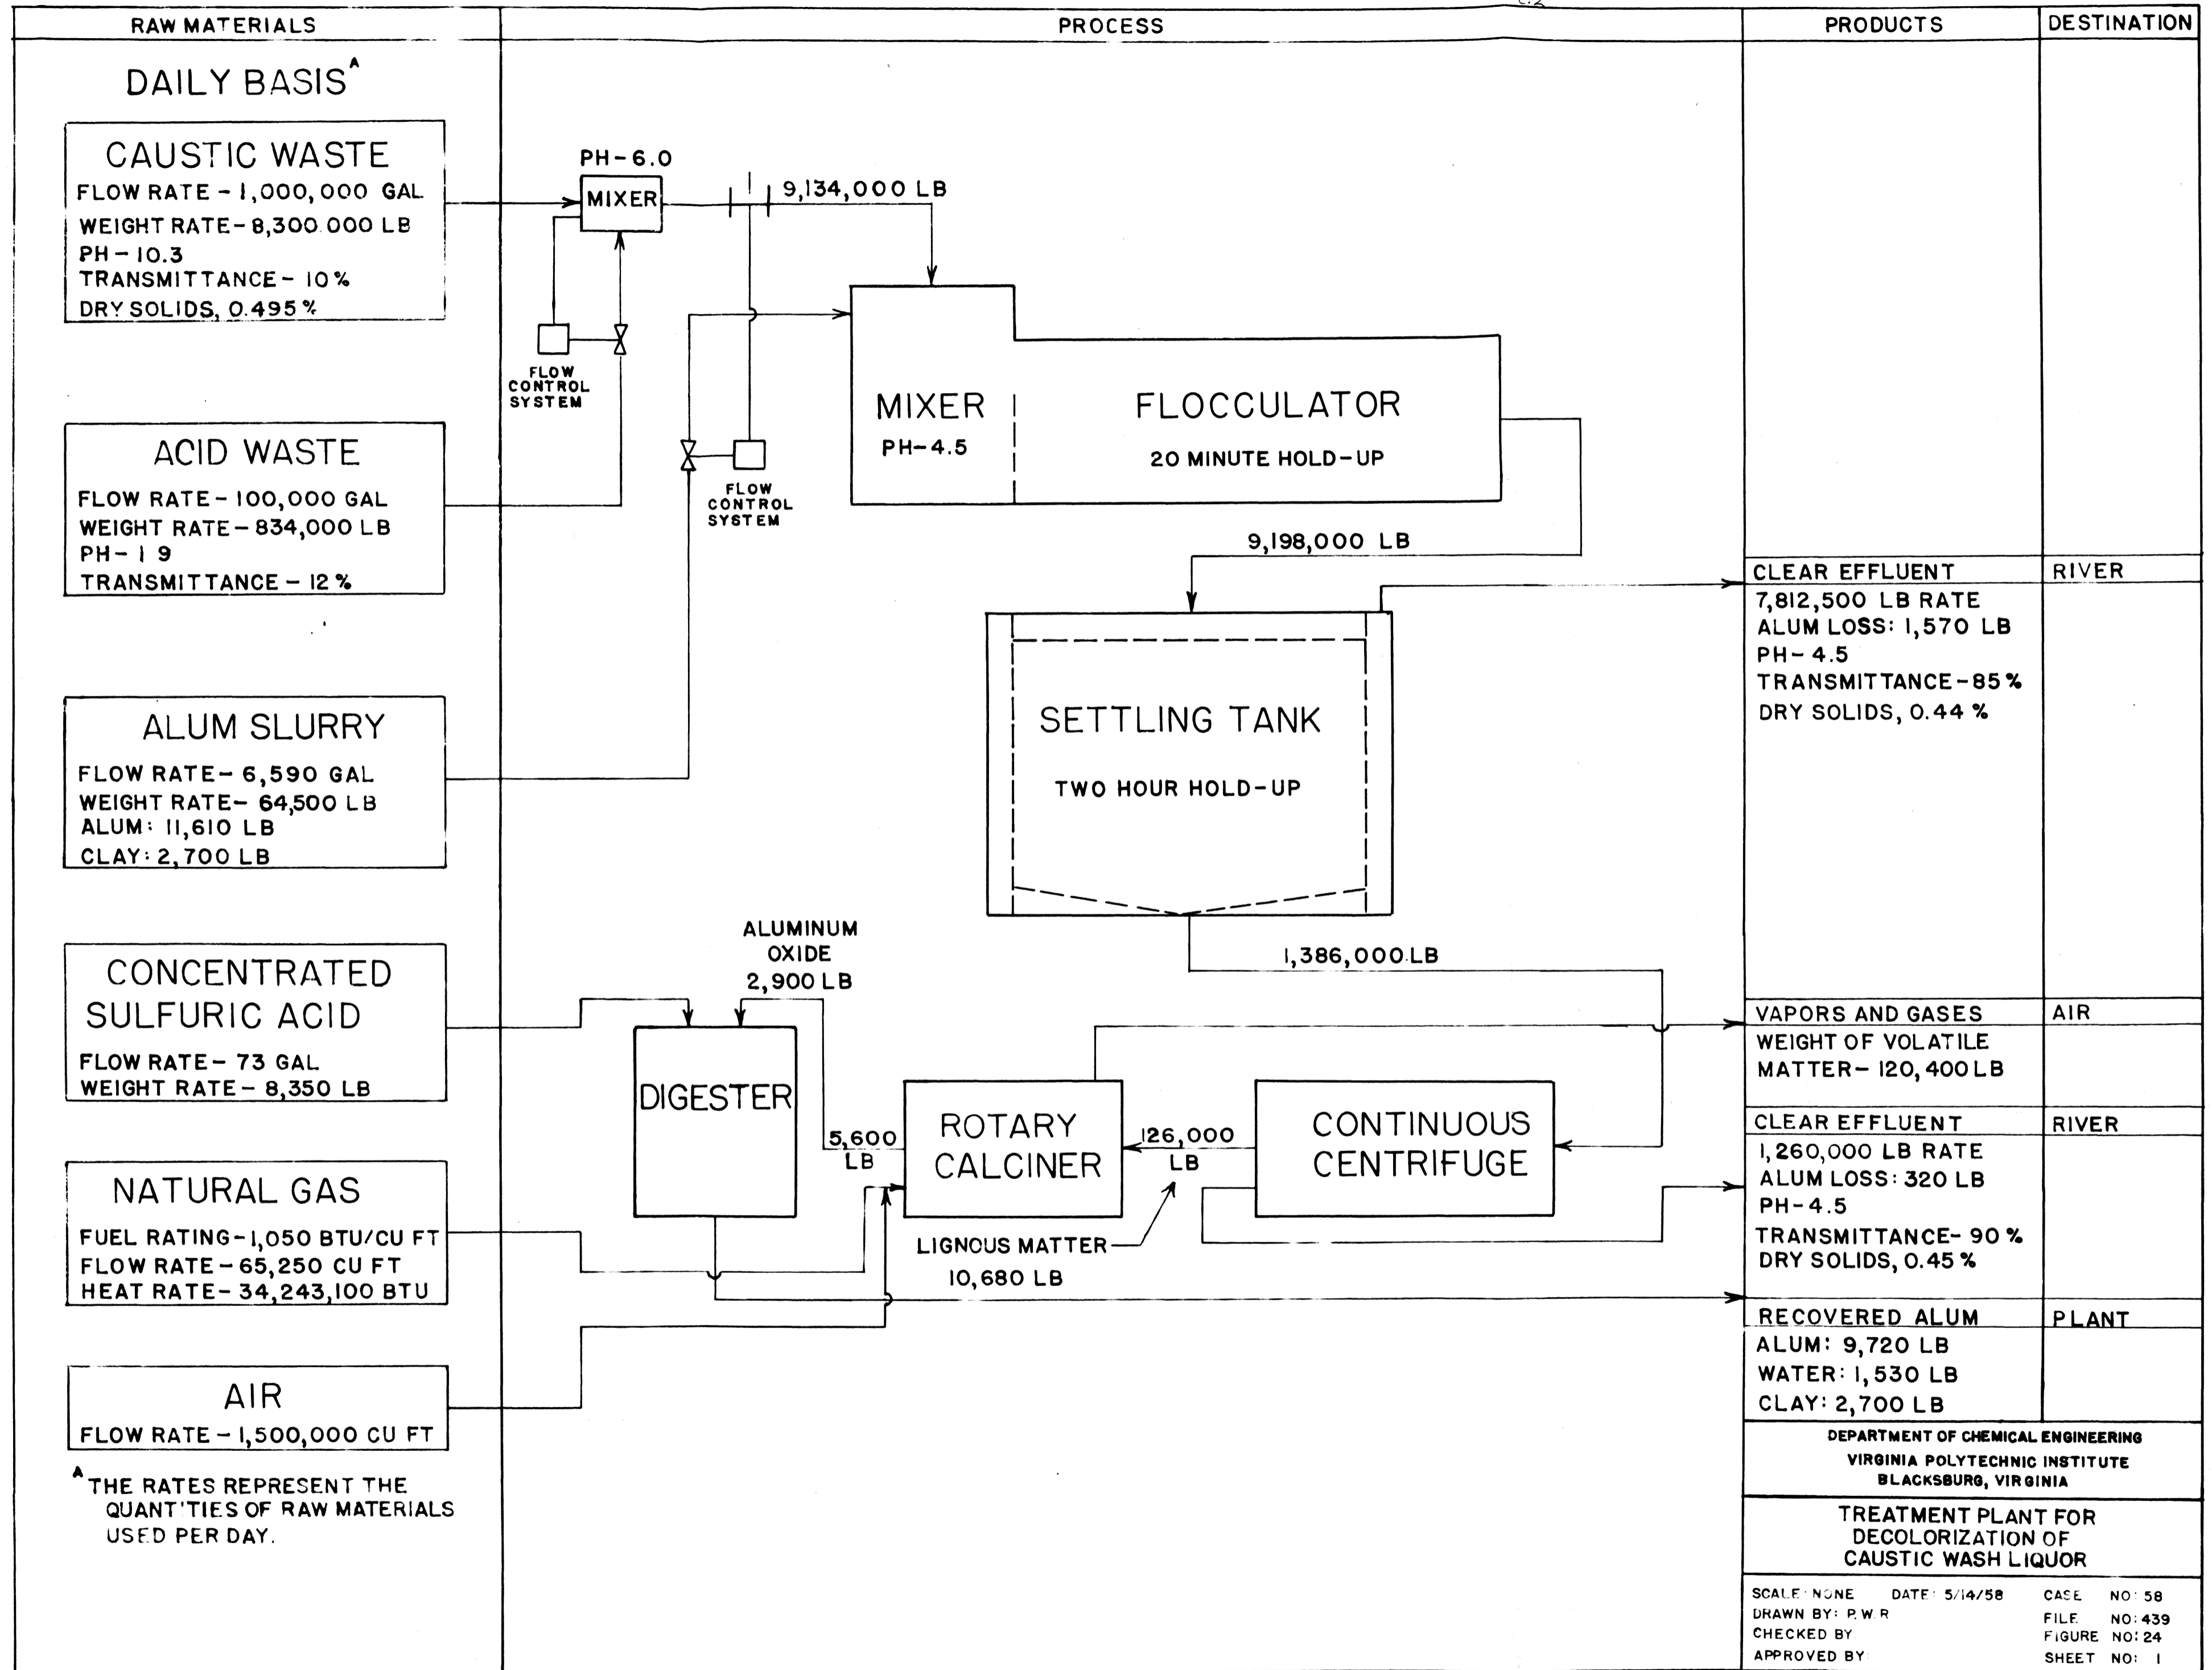 RAW MATERIALS
PROCESS
PRODUCTS
DESTINATION
DAILY BASIS A
CAUSTIC WASTE
FLOW RATE - 1,000,000 GAL
WEIGHT RATE - 8,300.000 LB
PH - 10.3
TRANSMITTANCE - 10%
DRY SOLIDS, 0.495%
ACID WASTE
FLOW RATE - 100,000 GAL
WEIGHT RATE - 834,000 LB
PH - 1 9
TRANSMITTANCE - 12%
ALUM SLURRY
FLOW RATE - 6,590 GAL
WEIGHT RATE - 64,500 LB
ALUM: 11,610 LB
CLAY: 2,700 LB
CONCENTRATED
SULFURIC ACID
FLOW RATE - 73 GAL
WEIGHT RATE - 8,350 LB
NATURAL GAS
FUEL RATING - 1,050 BTU/CU FT
FLOW RATE - 65,250 CU FT
HEAT RATE - 34,243,100 BTU
AIR
FLOW RATE - 1,500,000 CU FT
A THE RATES REPRESENT THE
QUANT'TIES OF RAW MATERIALS
USED PER DAY.
PH - 6.0
MIXER
9,134,000 LB
FLOW
CONTROL
SYSTEM
FLOW
CONTROL
SYSTEM
MIXER
PH - 4.5
FLOCCULATOR
20 MINUTE HOLD-UP
9,198,000 LB
SETTLING TANK
TWO HOUR HOLD-UP
1,386,000 LB
ALUMINUM
OXIDE
2,900 LB
DIGESTER
5,600
LB
ROTARY
CALCINER
126,000
LB
CONTINUOUS
CENTRIFUGE
LIGNOUS MATTER
10,680 LB
CLEAR EFFLUENT
RIVER
7,812,500 LB RATE
ALUM LOSS: 1,570 LB
PH - 4.5
TRANSMITTANCE - 85%
DRY SOLIDS, 0.44 %
VAPORS AND GASES
AIR
WEIGHT OF VOLATILE
MATTER - 120,400 LB
CLEAR EFFLUENT
RIVER
1,260,000 LB RATE
ALUM LOSS: 320 LB
PH - 4.5
TRANSMITTANCE - 90%
DRY SOLIDS, 0.45 %
RECOVERED ALUM
PLANT
ALUM: 9,720 LB
WATER: 1,530 LB
CLAY: 2,700 LB
DEPARTMENT OF CHEMICAL ENGINEERING
VIRGINIA POLYTECHNIC INSTITUTE
BLACKSBURG, VIRGINIA
TREATMENT PLANT FOR
DECOLORIZATION OF
CAUSTIC WASH LIQUOR
SCALE: NONE DATE: 5/14/58 CASE NO: 58
DRAWN BY: P.W.R FILE NO: 439
CHECKED BY FIGURE NO: 24
APPROVED BY: SHEET NO: 1